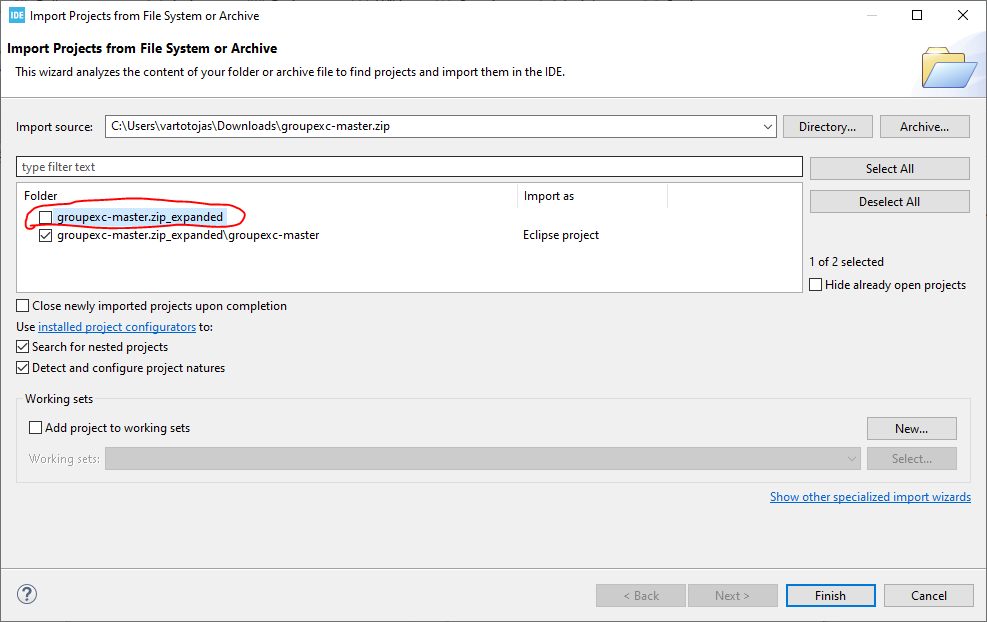 IDE Import Projects from File System or Archive
Import Projects from File System or Archive
This wizard analyzes the content of your folder or archive file to find projects and import them in the IDE.
Import source: C:\Users\vartotojas\Downloads\groupexc-master.zip Directory... Archive...
type filter text
Select All
Folder Import as
Deselect All
groupexc-master.zip_expanded
groupexc-master.zip_expanded\groupexc-master Eclipse project
1 of 2 selected
Hide already open projects
Close newly imported projects upon completion
Use installed project configurators to:
Search for nested projects
Detect and configure project natures
Working sets
Add project to working sets New...
Working sets: Select...
Show other specialized import wizards
? < Back Next > Finish Cancel